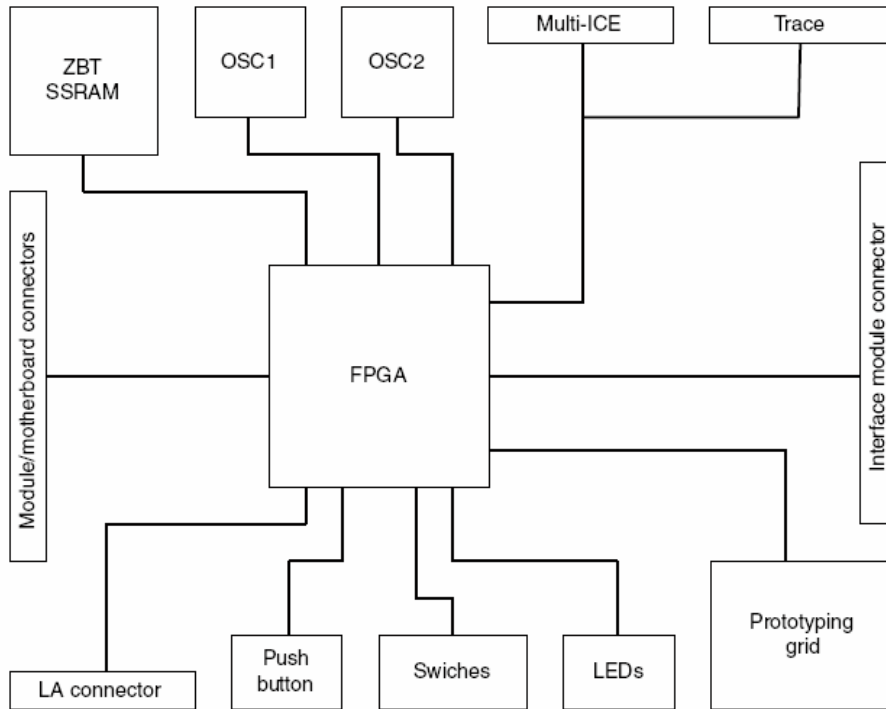 ZBT
SSRAM
OSC1
OSC2
Multi-ICE
Trace
Module/motherboard connectors
FPGA
Interface module connector
LA connector
Push
button
Swiches
LEDs
Prototyping
grid